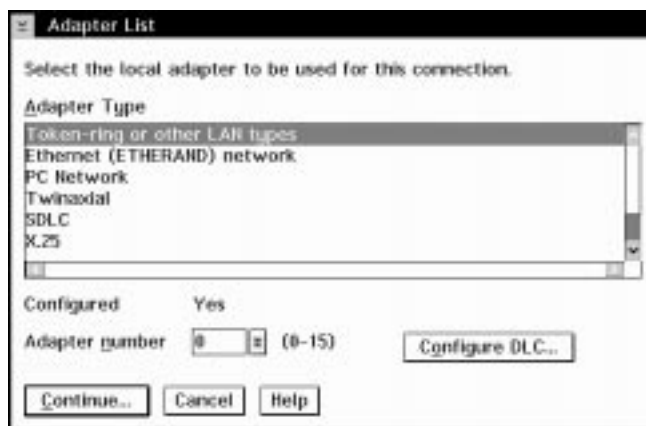 Adapter List
Select the local adapter to be used for this connection.
Adapter Type
Token-ring or other LAN types
Ethernet (ETHERAND) network
PC Network
Twinaxial
SDLC
X.25
Configured Yes
Adapter number 0 (0-15) Configure DLC...
Continue... Cancel Help